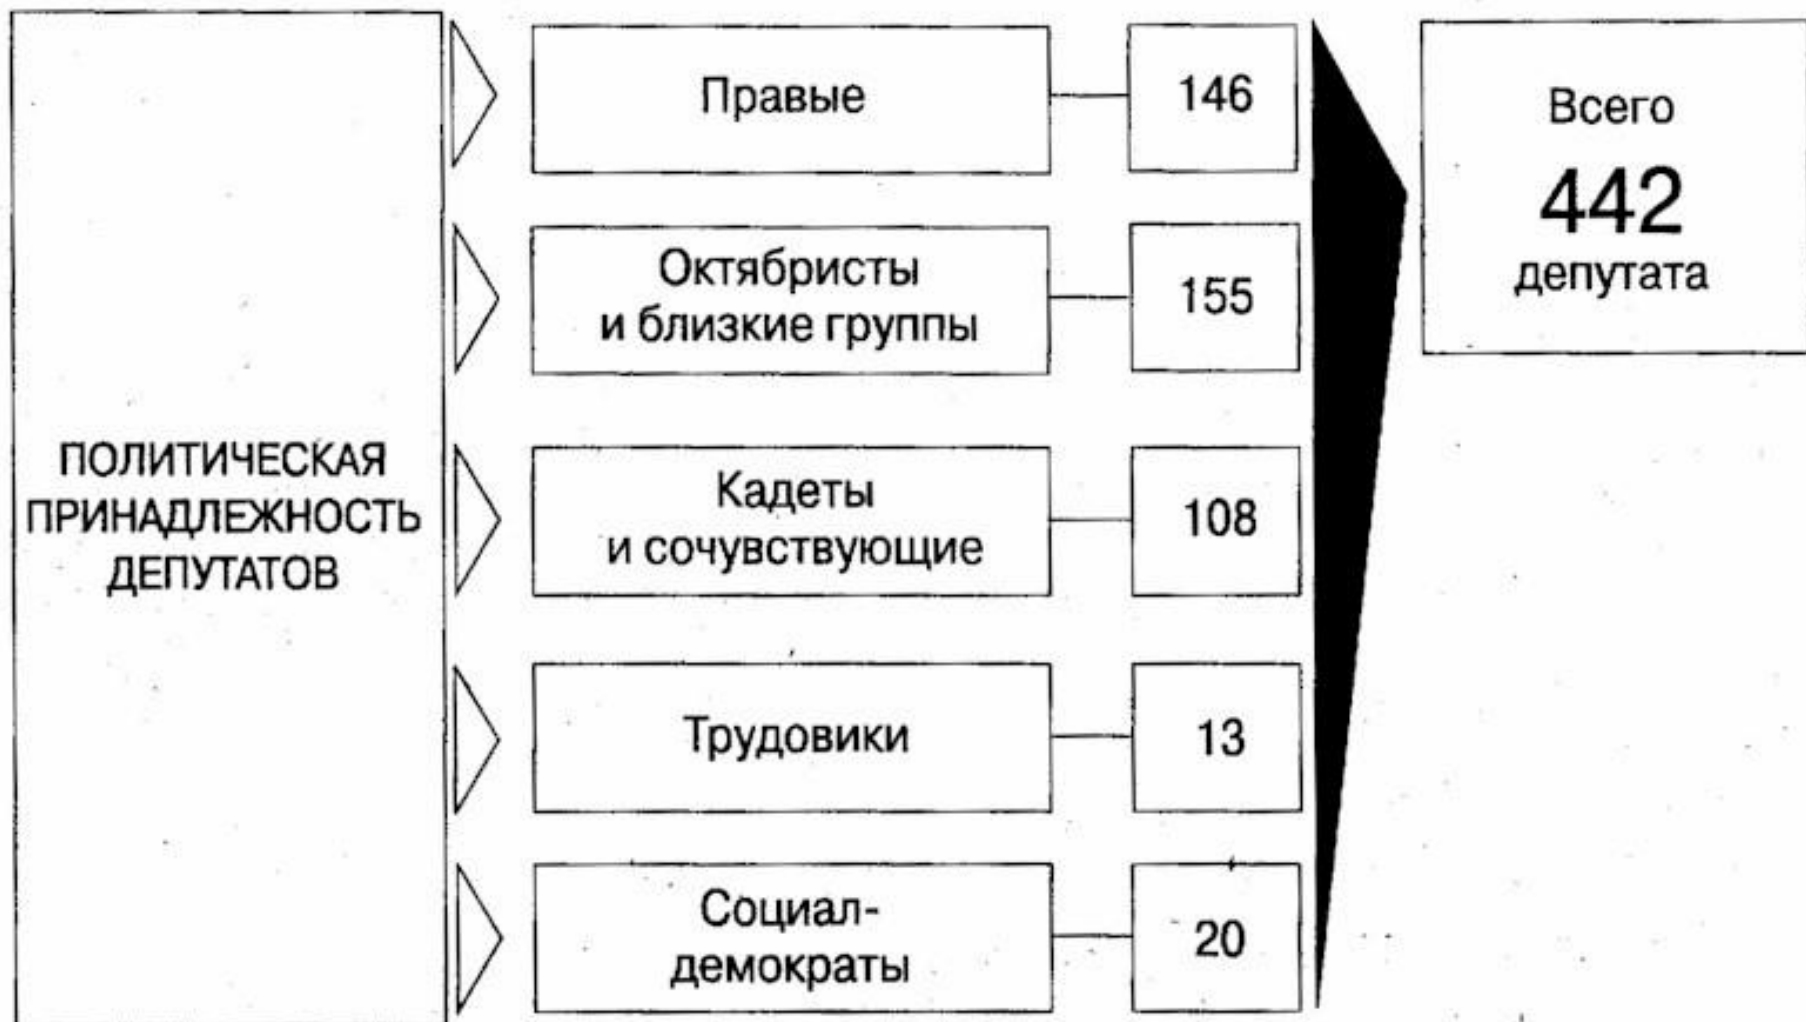 ПОЛИТИЧЕСКАЯ
ПРИНАДЛЕЖНОСТЬ
ДЕПУТАТОВ
Правые
146
Октябристы
и близкие группы
155
Кадеты
и сочувствующие
108
Трудовики
13
Социал-
демократы
20
Всего
442
депутата